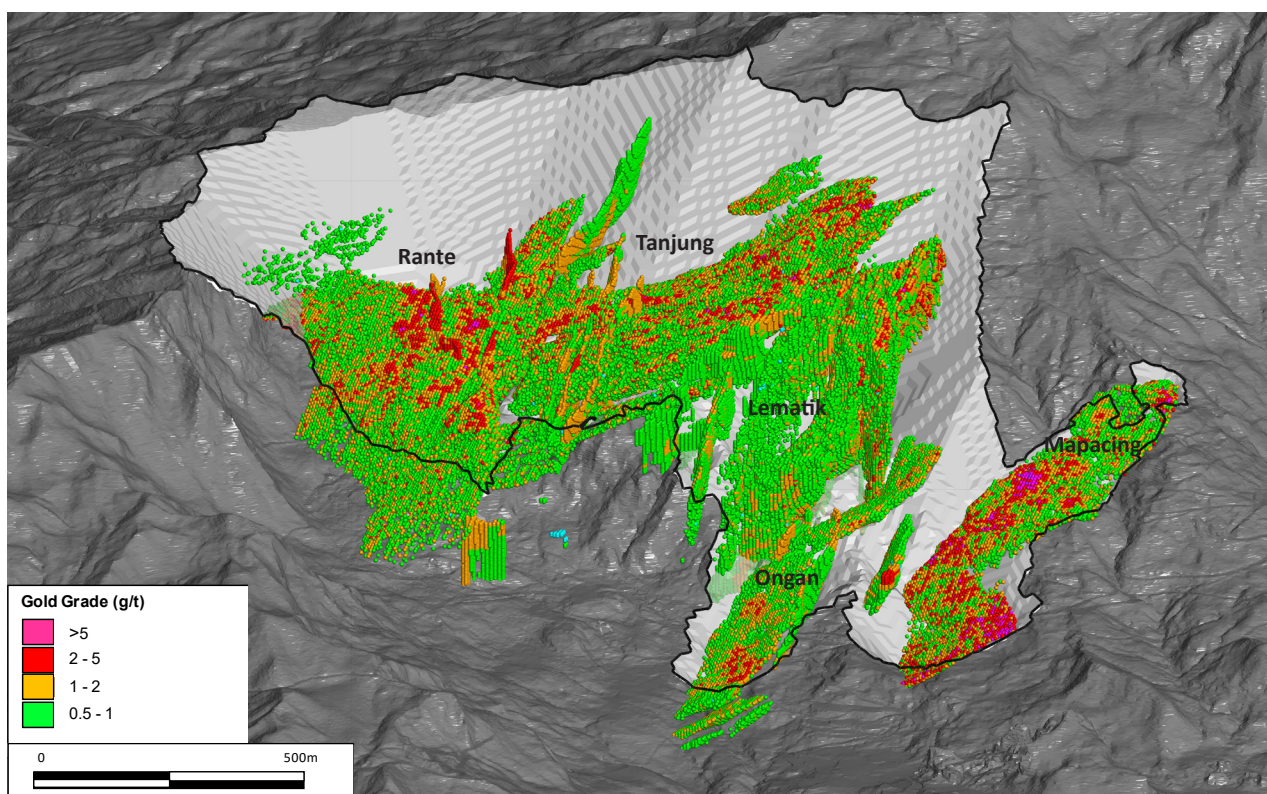 Rante
Tanjung
Lematik
Mapacing
Ongan
Gold Grade (g/t)
>5
2 - 5
1 - 2
0.5 - 1
0 500m